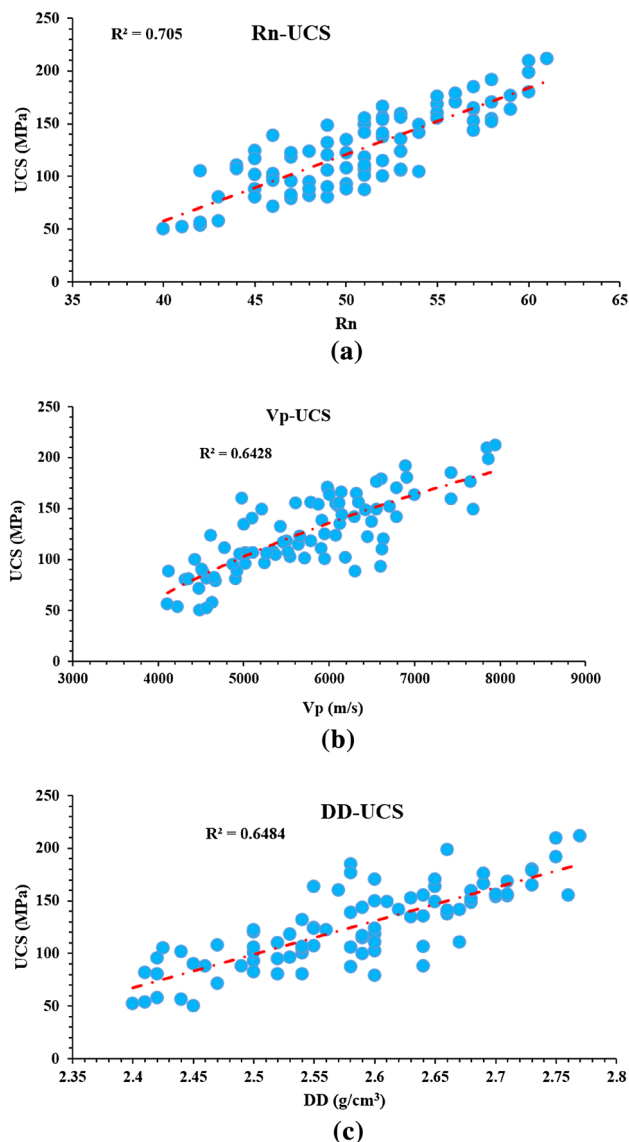 Rn-UCS
R² = 0.705
UCS (MPa)
250
200
150
100
50
0
35 40 45 50 55 60 65
Rn
(a)
Vp-UCS
R² = 0.6428
UCS (MPa)
250
200
150
100
50
0
3000 4000 5000 6000 7000 8000 9000
Vp (m/s)
(b)
DD-UCS
R² = 0.6484
UCS (MPa)
250
200
150
100
50
0
2.35 2.4 2.45 2.5 2.55 2.6 2.65 2.7 2.75 2.8
DD (g/cm³)
(c)